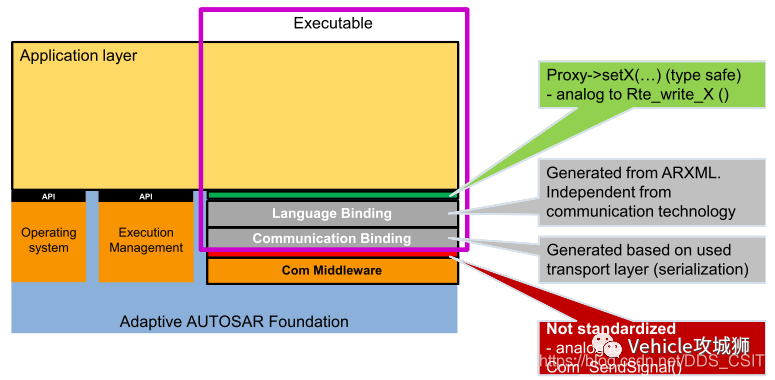 Executable
Application layer
API
API
Operating
system
Execution
Management
Language Binding
Communication Binding
Com Middleware
Adaptive AUTOSAR Foundation
Proxy->setX(…) (type safe)
- analog to Rte_write_X ()
Generated from ARXML.
Independent from
communication technology
Generated based on used
transport layer (serialization)
Not standardized
- analog
Com_SendSignal()
Vehicle攻城狮
https://blog.csdn.net/DDS_CSIT